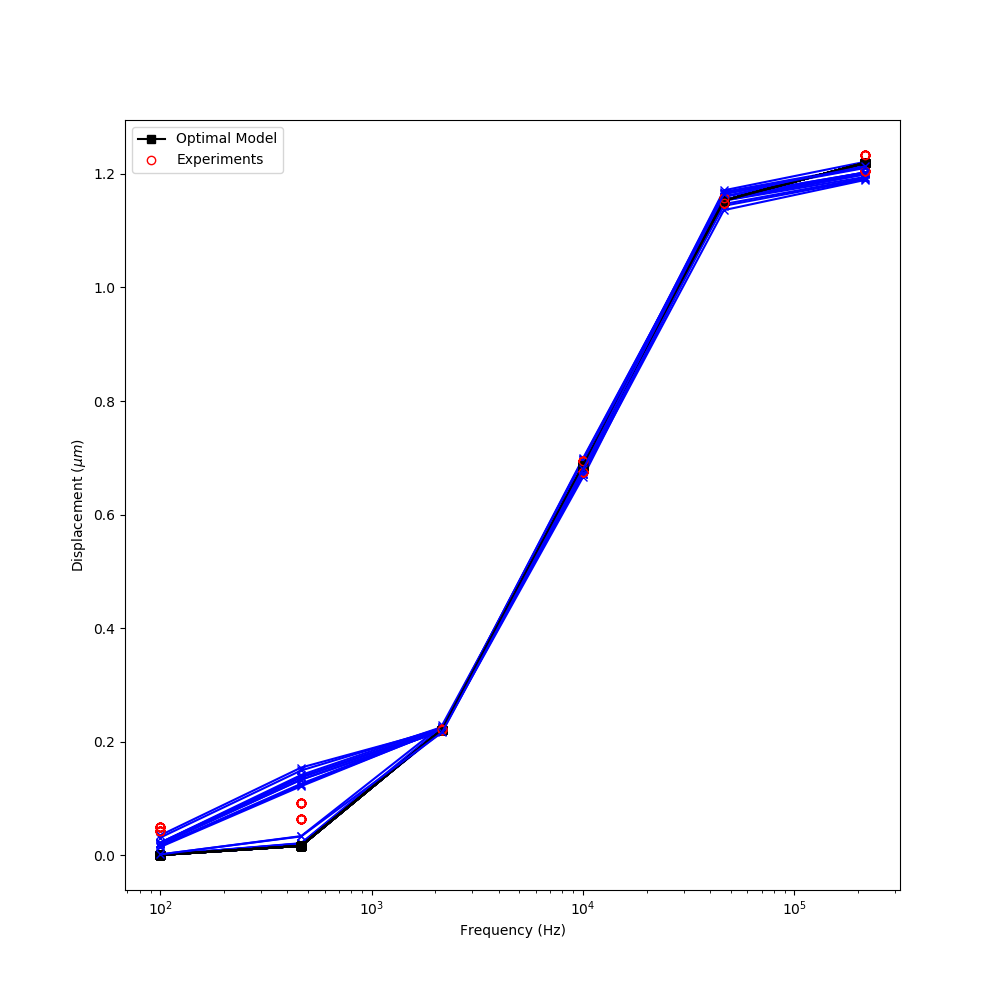 Optimal Model
Experiments
1.2
1.0
0.8
0.6
0.4
0.2
0.0
Displacement (μm)
10²
10³
10⁴
10⁵
Frequency (Hz)